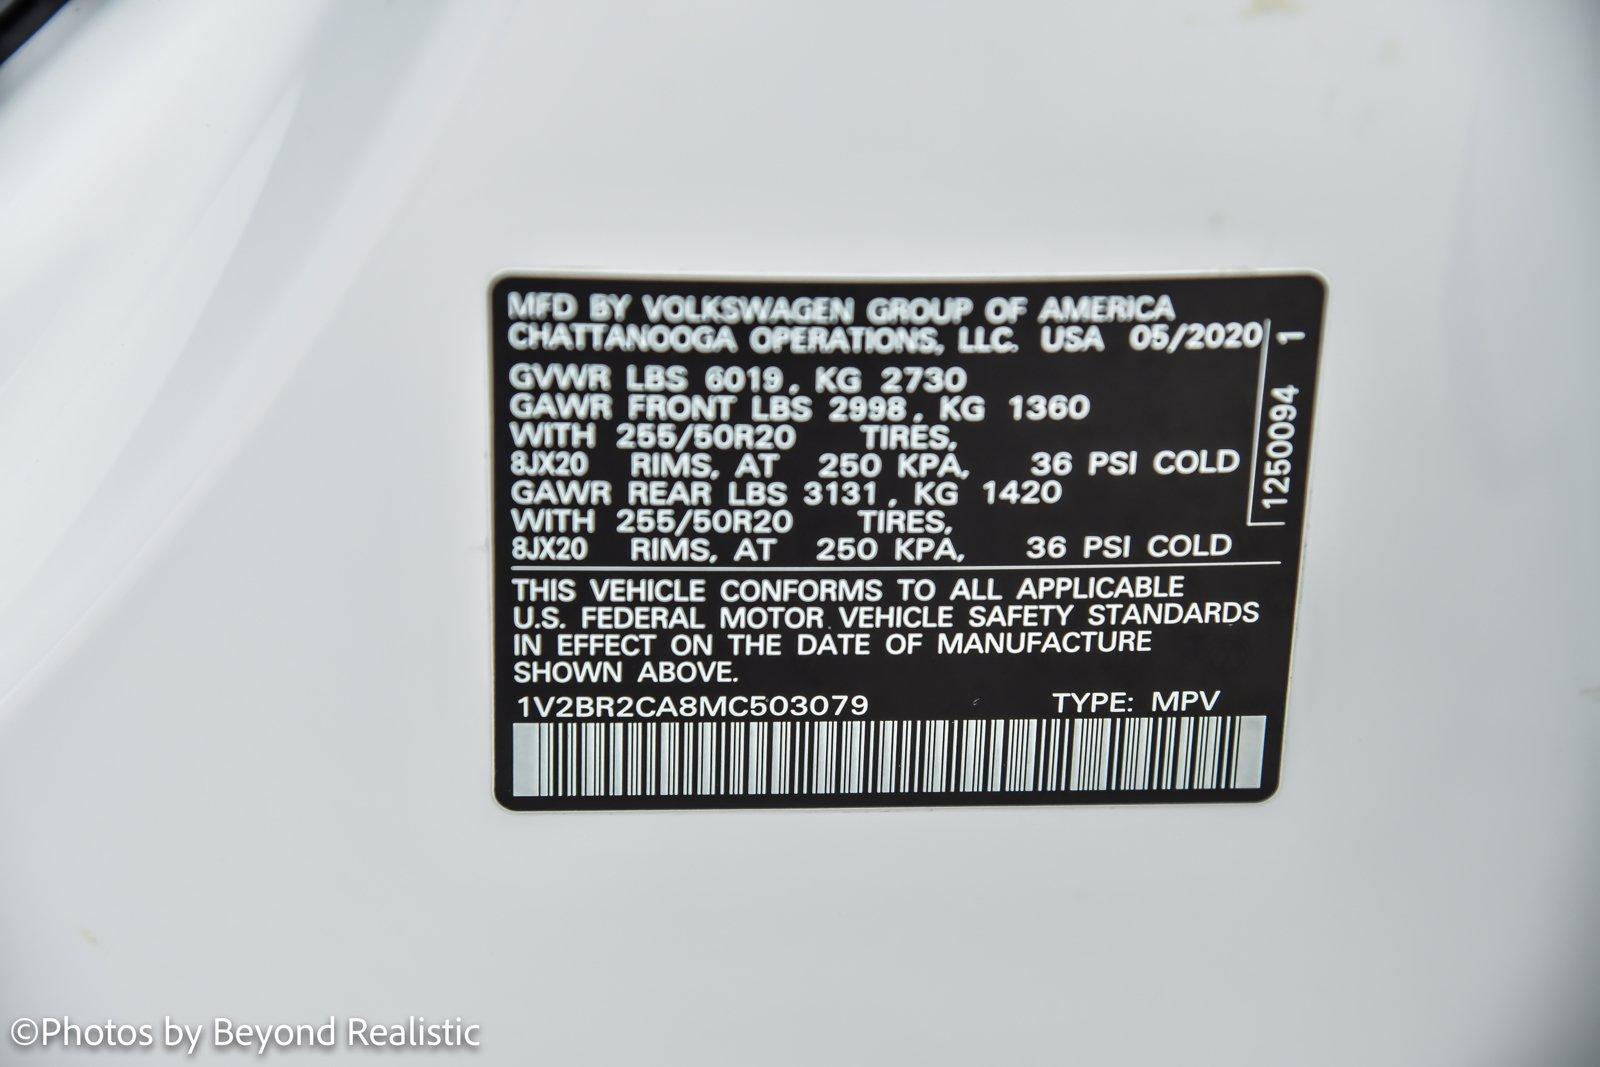 MFD BY VOLKSWAGEN GROUP OF AMERICA
CHATTANOOGA OPERATIONS, LLC. USA 05/2020
GVWR LBS 6019, KG 2730
GAWR FRONT LBS 2998, KG 1360
WITH 255/50R20 TIRES,
8JX20 RIMS, AT 250 KPA, 36 PSI COLD
GAWR REAR LBS 3131, KG 1420
WITH 255/50R20 TIRES,
8JX20 RIMS, AT 250 KPA, 36 PSI COLD
1250094 1
THIS VEHICLE CONFORMS TO ALL APPLICABLE
U.S. FEDERAL MOTOR VEHICLE SAFETY STANDARDS
IN EFFECT ON THE DATE OF MANUFACTURE
SHOWN ABOVE.
1V2BR2CA8MC503079 TYPE: MPV
©Photos by Beyond Realistic